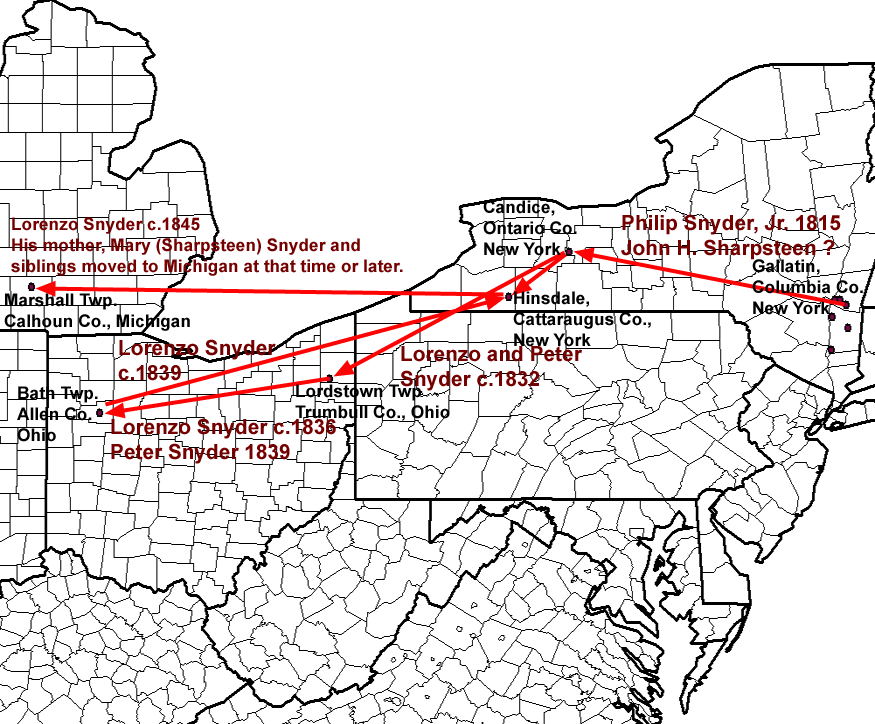 Candice,
Ontario Co.
New York
Philip Snyder, Jr. 1815
John H. Sharpsteen ?
Gallatin,
Columbia Co.
New York
Lorenzo Snyder c.1845
His mother, Mary (Sharpsteen) Snyder and
siblings moved to Michigan at that time or later.
Marshall Twp.
Calhoun Co., Michigan
Hinsdale,
Cattaraugus Co.,
New York
Lorenzo Snyder
c.1839
Lorenzo and Peter
Snyder c.1832
Bath Twp.
Allen Co.
Ohio
Lordstown Twp
Trumbull Co., Ohio
Lorenzo Snyder c.1836
Peter Snyder 1839